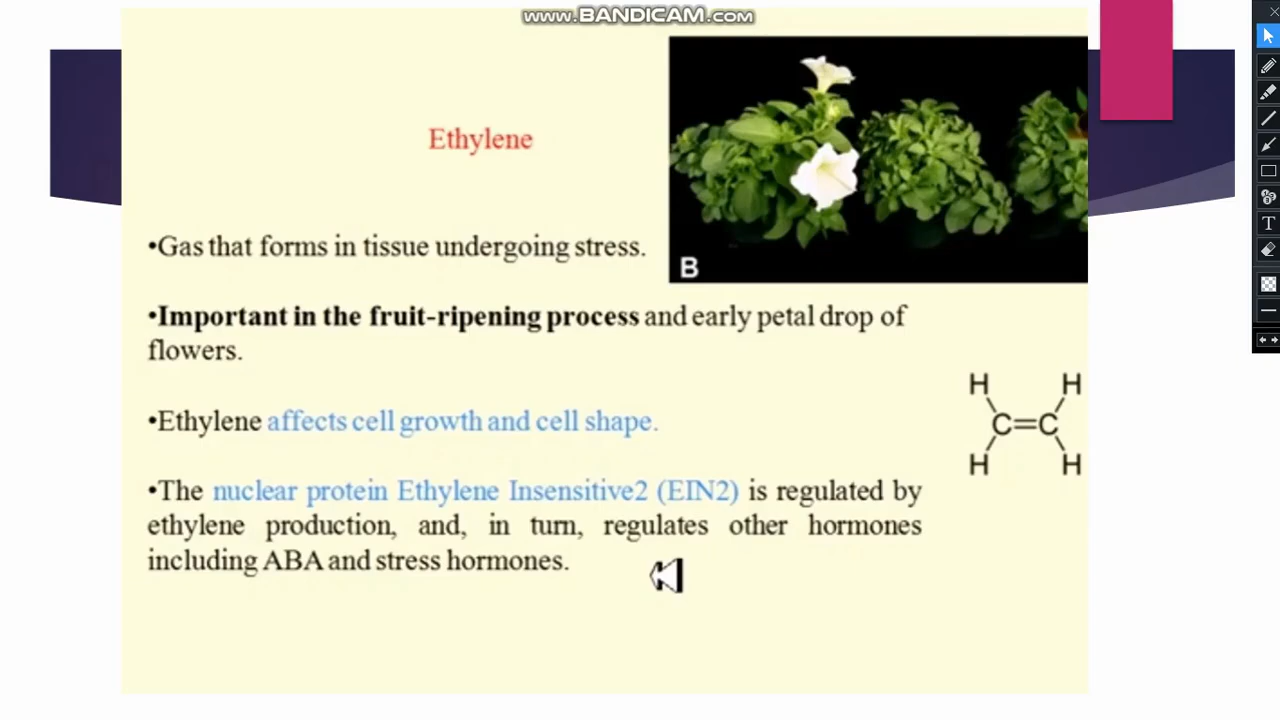 www.BANDICAM.com
Ethylene
•Gas that forms in tissue undergoing stress.
•Important in the fruit-ripening process and early petal drop of
flowers.
•Ethylene affects cell growth and cell shape.
•The nuclear protein Ethylene Insensitive2 (EIN2) is regulated by
ethylene production, and, in turn, regulates other hormones
including ABA and stress hormones.
B
H H
C=C
H H
T